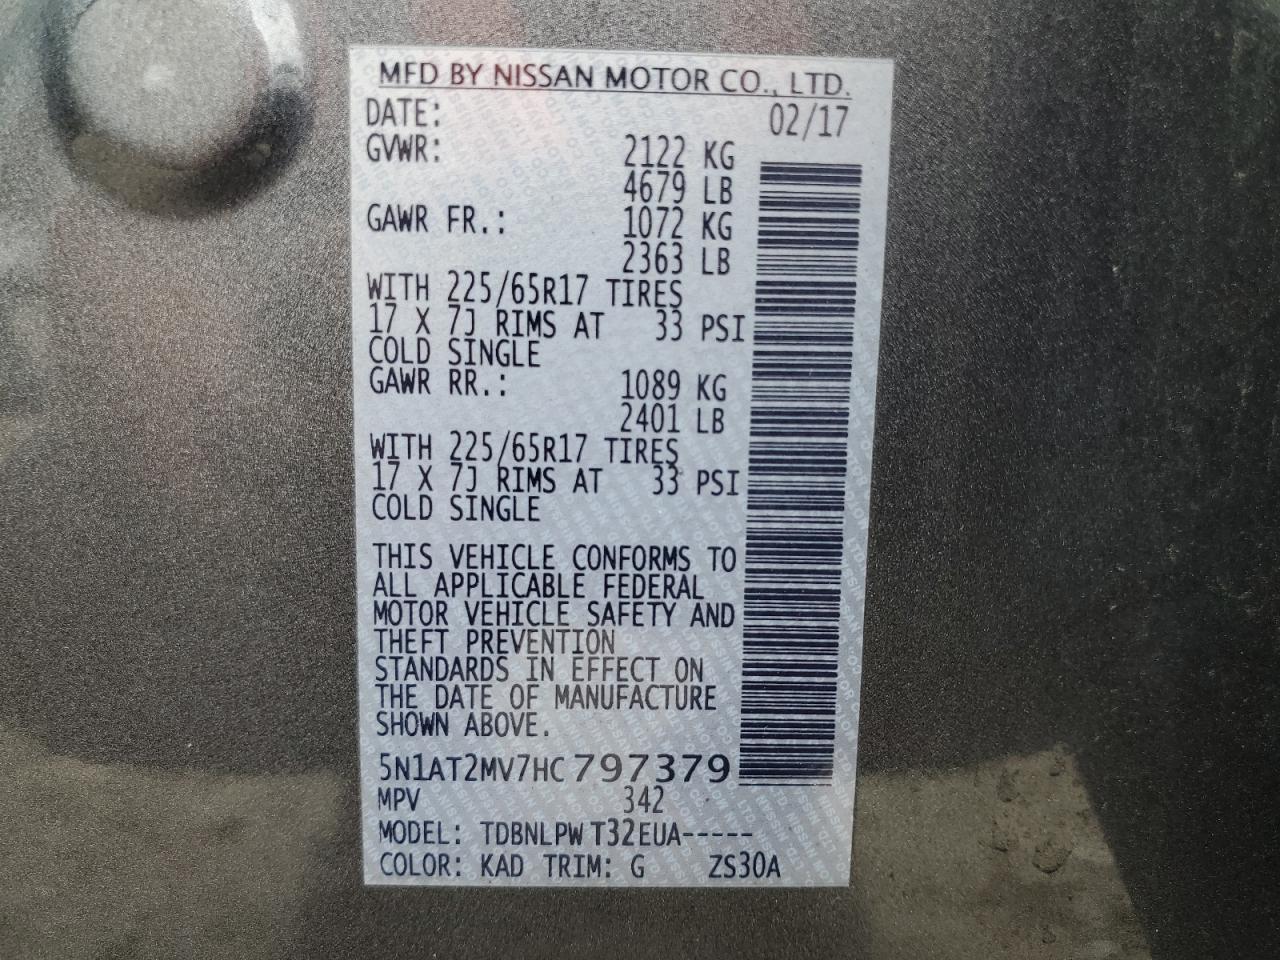 MFD BY NISSAN MOTOR CO., LTD.
DATE: 02/17
GVWR: 2122 KG
4679 LB
GAWR FR.: 1072 KG
2363 LB
WITH 225/65R17 TIRES
17 X 7J RIMS AT 33 PSI
COLD SINGLE
GAWR RR.: 1089 KG
2401 LB
WITH 225/65R17 TIRES
17 X 7J RIMS AT 33 PSI
COLD SINGLE
THIS VEHICLE CONFORMS TO
ALL APPLICABLE FEDERAL
MOTOR VEHICLE SAFETY AND
THEFT PREVENTION
STANDARDS IN EFFECT ON
THE DATE OF MANUFACTURE
SHOWN ABOVE.
5N1AT2MV7HC797379
MPV 342
MODEL: TDBNLPWT32EUA-----
COLOR: KAD TRIM: G ZS30A